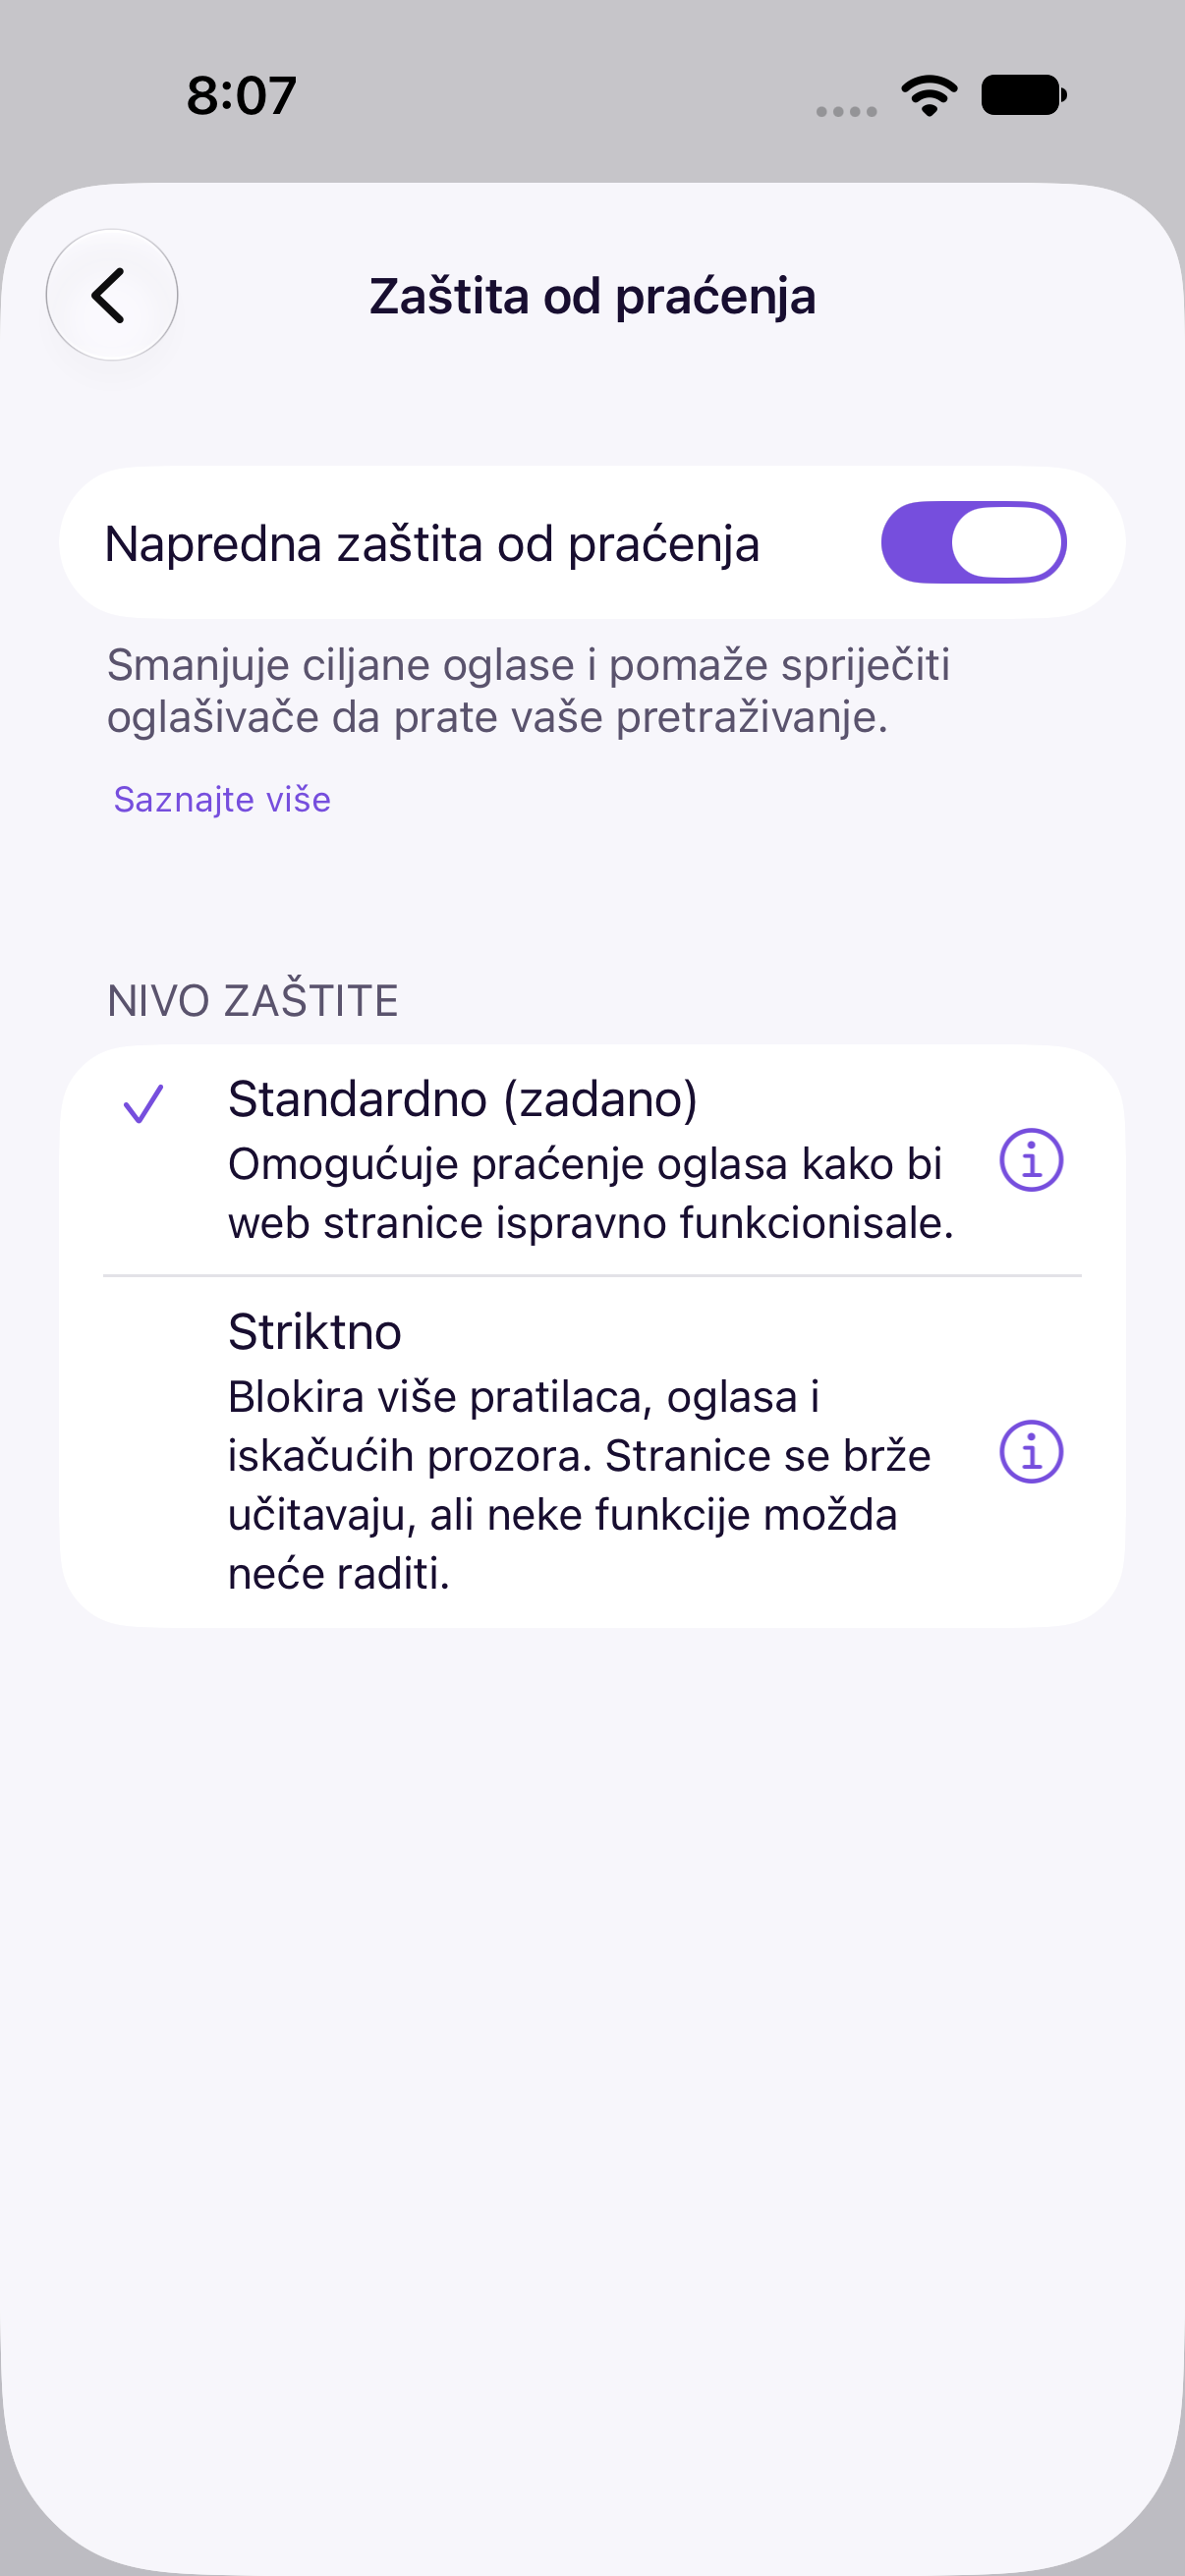 8:07
Zaštita od praćenja
Napredna zaštita od praćenja
Smanjuje ciljane oglase i pomaže spriječiti
oglašivače da prate vaše pretraživanje.
Saznajte više
NIVO ZAŠTITE
Standardno (zadano)
Omogućuje praćenje oglasa kako bi
web stranice ispravno funkcionisale.
Striktno
Blokira više pratilaca, oglasa i
iskačućih prozora. Stranice se brže
učitavaju, ali neke funkcije možda
neće raditi.